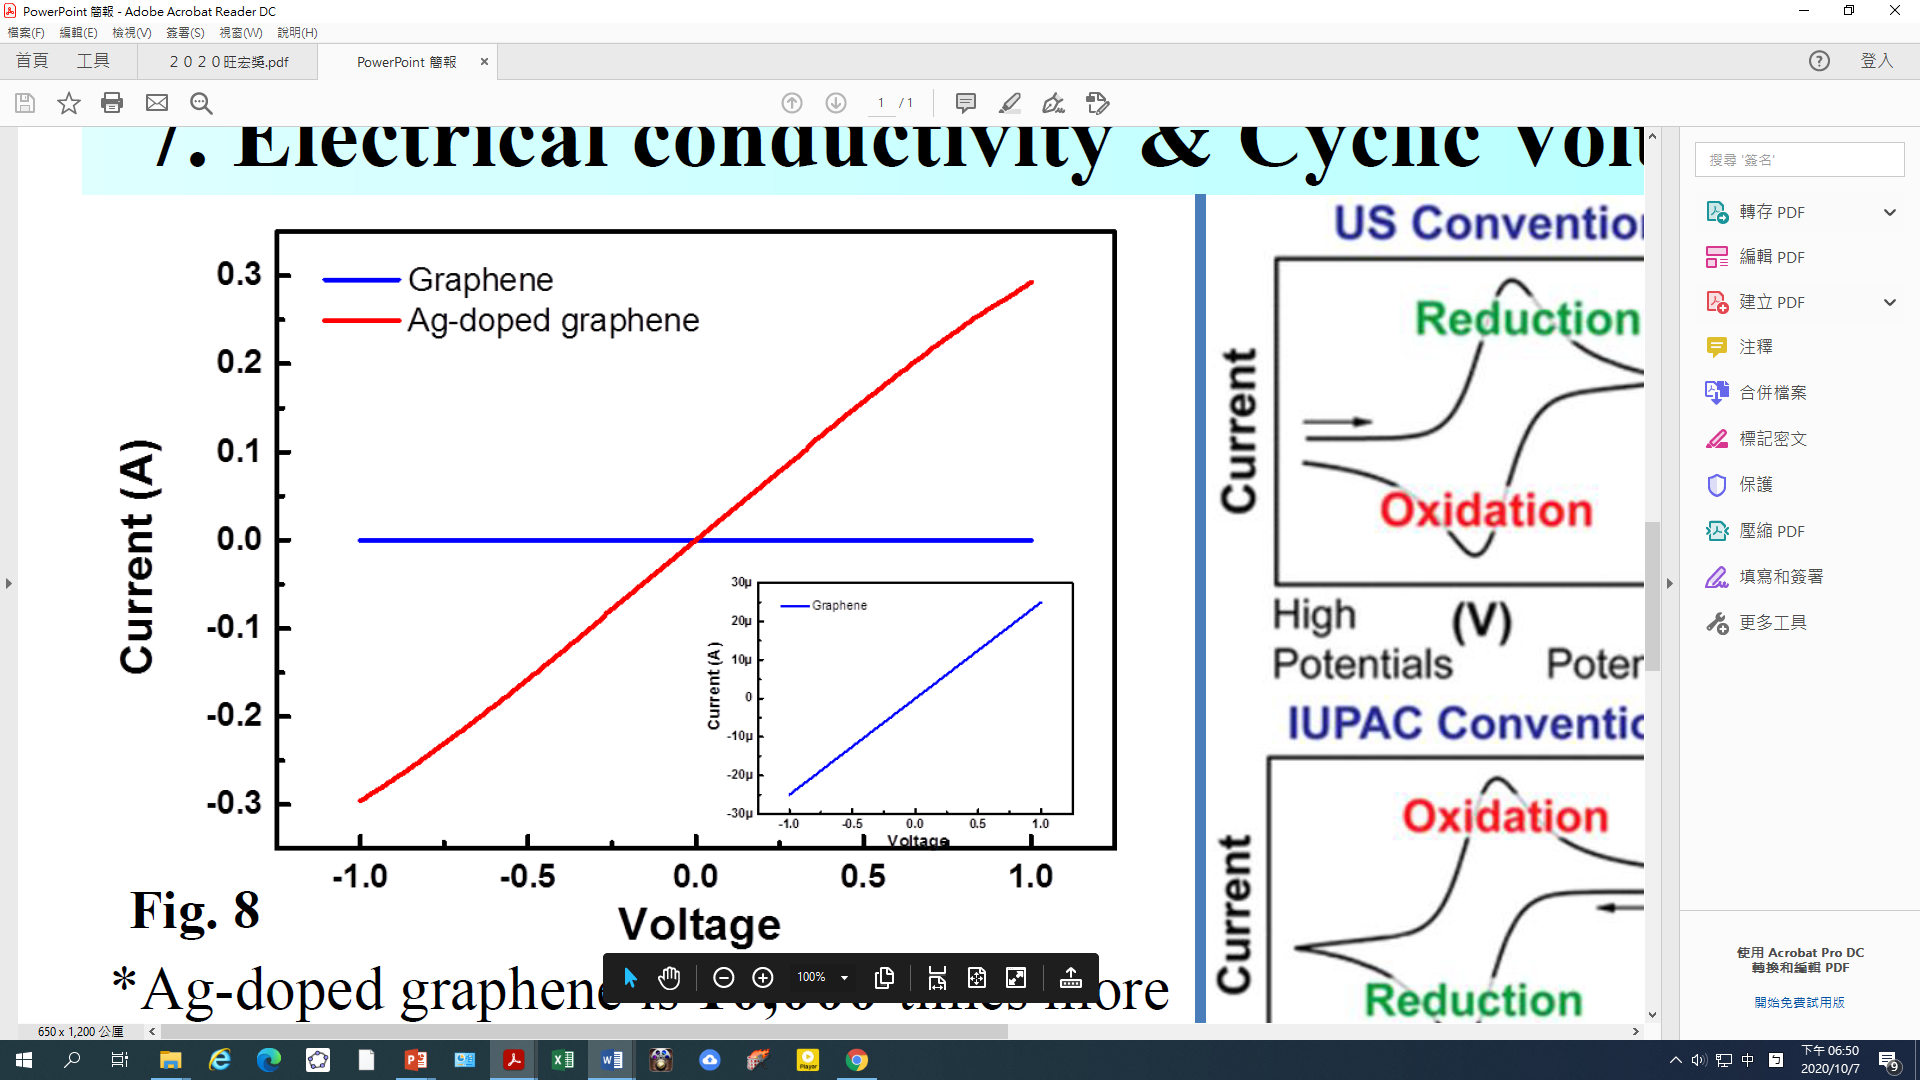 PowerPoint 簡報 - Adobe Acrobat Reader DC
檔案(F) 編輯(E) 檢視(V) 簽署(S) 視窗(W) 說明(H)
首頁 工具 ２０２０旺宏獎.pdf PowerPoint 簡報 × 登入
1 / 1
7. Electrical conductivity & Cyclic Volt
Graphene
Ag-doped graphene
0.3
0.2
0.1
0.0
-0.1
-0.2
-0.3
Current (A)
-1.0 -0.5 0.0 0.5 1.0
Voltage
Graphene
30μ
20μ
10μ
0
-10μ
-20μ
-30μ
Current (A)
-1.0 -0.5 0.0 0.5 1.0
Voltage
Fig. 8
*Ag-doped graphene is times more
US Conventio
Reduction
Oxidation
Current
High (V)
Potentials Poter
IUPAC Conventic
Oxidation
Reduction
Current
100%
650 x 1,200 公厘
搜尋 '簽名'
轉存 PDF
編輯 PDF
建立 PDF
注釋
合併檔案
標記密文
保護
壓縮 PDF
填寫和簽署
更多工具
使用 Acrobat Pro DC
轉換和編輯 PDF
開始免費試用版
中
下午 06:50
2020/10/7
9
Player